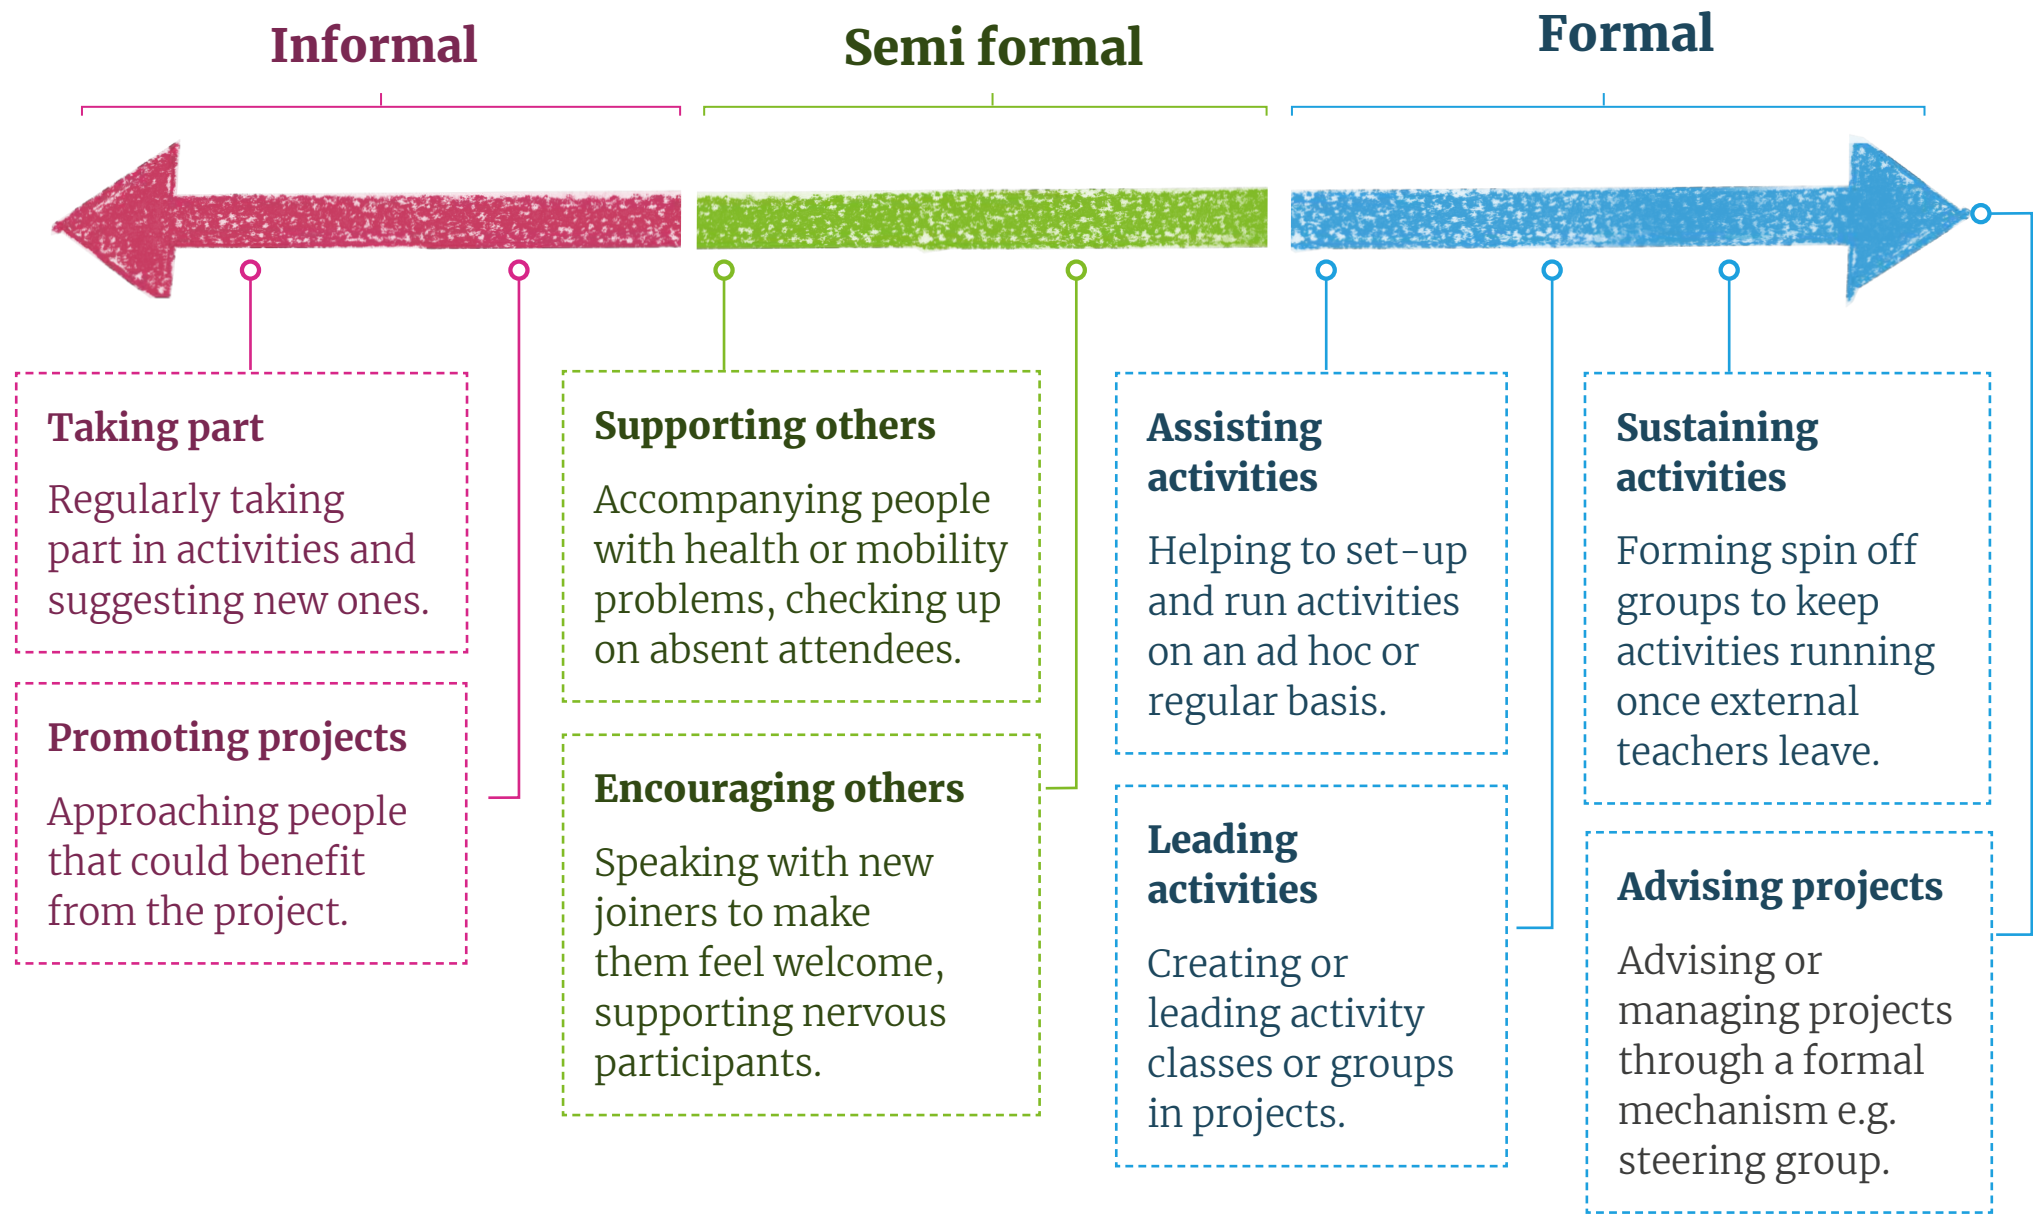 Informal
Semi formal
Formal
Taking part
Regularly taking
part in activities and
suggesting new ones.
Promoting projects
Approaching people
that could benefit
from the project.
Supporting others
Accompanying people
with health or mobility
problems, checking up
on absent attendees.
Encouraging others
Speaking with new
joiners to make
them feel welcome,
supporting nervous
participants.
Assisting
activities
Helping to set-up
and run activities
on an ad hoc or
regular basis.
Leading
activities
Creating or
leading activity
classes or groups
in projects.
Sustaining
activities
Forming spin off
groups to keep
activities running
once external
teachers leave.
Advising projects
Advising or
managing projects
through a formal
mechanism e.g.
steering group.